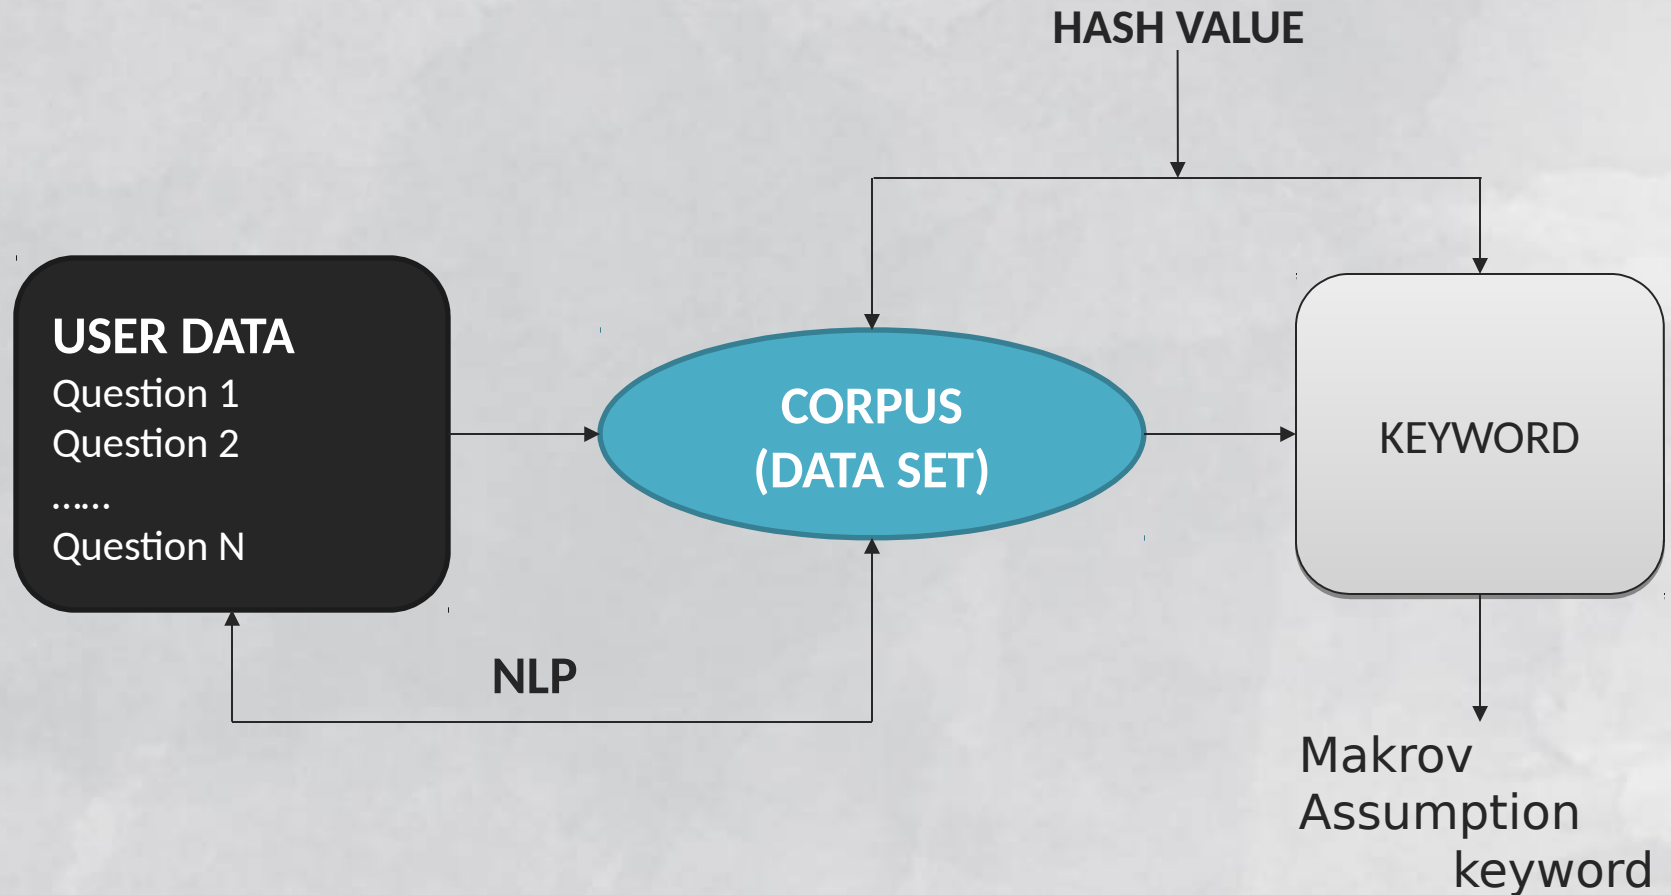 HASH VALUE
USER DATA
Question 1
Question 2
......
Question N
CORPUS
(DATA SET)
KEYWORD
NLP
Makrov
Assumption
keyword